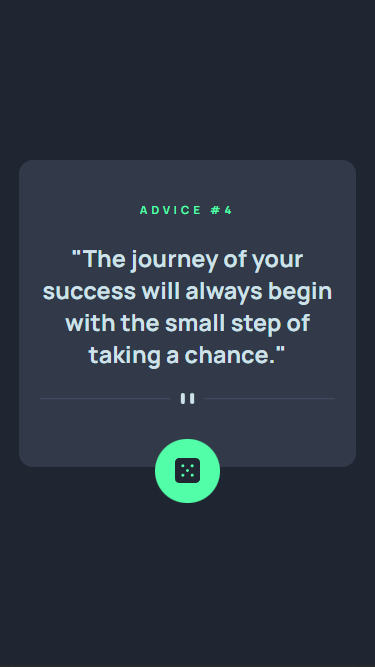 ADVICE #4
"The journey of your
success will always begin
with the small step of
taking a chance."